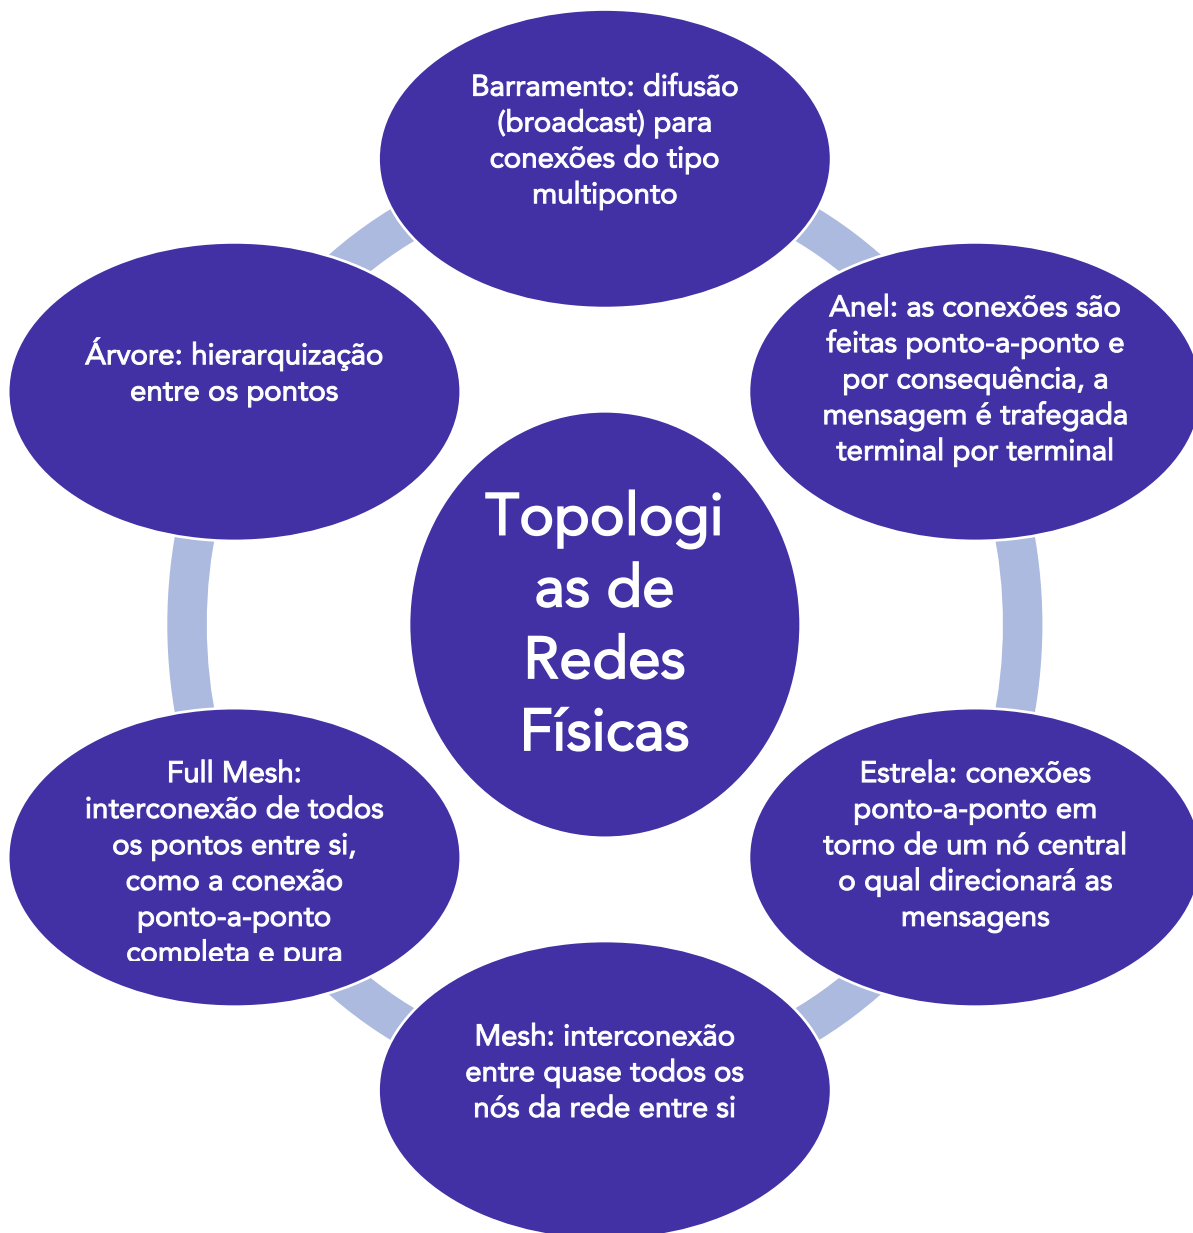 Barramento: difusão
(broadcast) para
conexões do tipo
multiponto
Anel: as conexões são
feitas ponto-a-ponto e
por consequência, a
mensagem é trafegada
terminal por terminal
Estrela: conexões
ponto-a-ponto em
torno de um nó central
o qual direcionará as
mensagens
Mesh: interconexão
entre quase todos os
nós da rede entre si
Full Mesh:
interconexão de todos
os pontos entre si,
como a conexão
ponto-a-ponto
completa e pura
Árvore: hierarquização
entre os pontos
Topologi
as de
Redes
Físicas